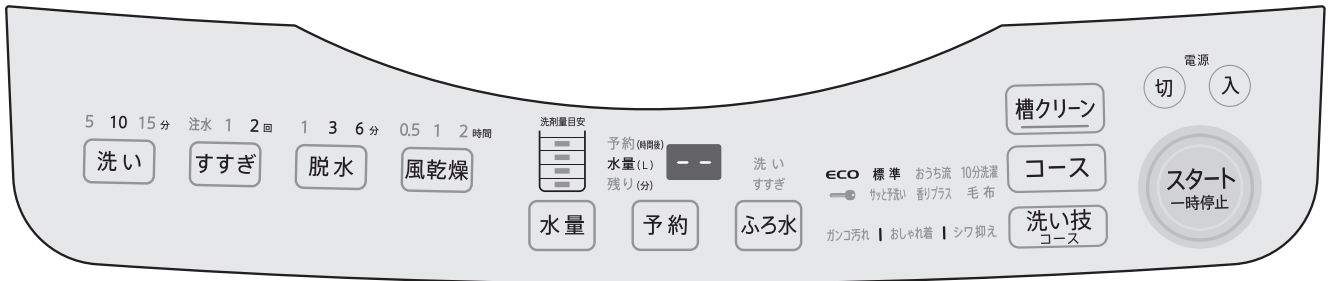 5 10 15 分
洗い
注水 1 2 回
すすぎ
1 3 6 分
脱水
0.5 1 2 時間
風乾燥
洗剤量目安
水量
予約(時間後)
水量(L)
残り(分)
--
予約
洗い
すすぎ
ふろ水
eco 標準 おうち流 10分洗濯
サッと予洗い 香りプラス 毛布
ガンコ汚れ | おしゃれ着 | シワ抑え
槽クリーン
コース
洗い技
コース
電源
切 入
スタート
一時停止